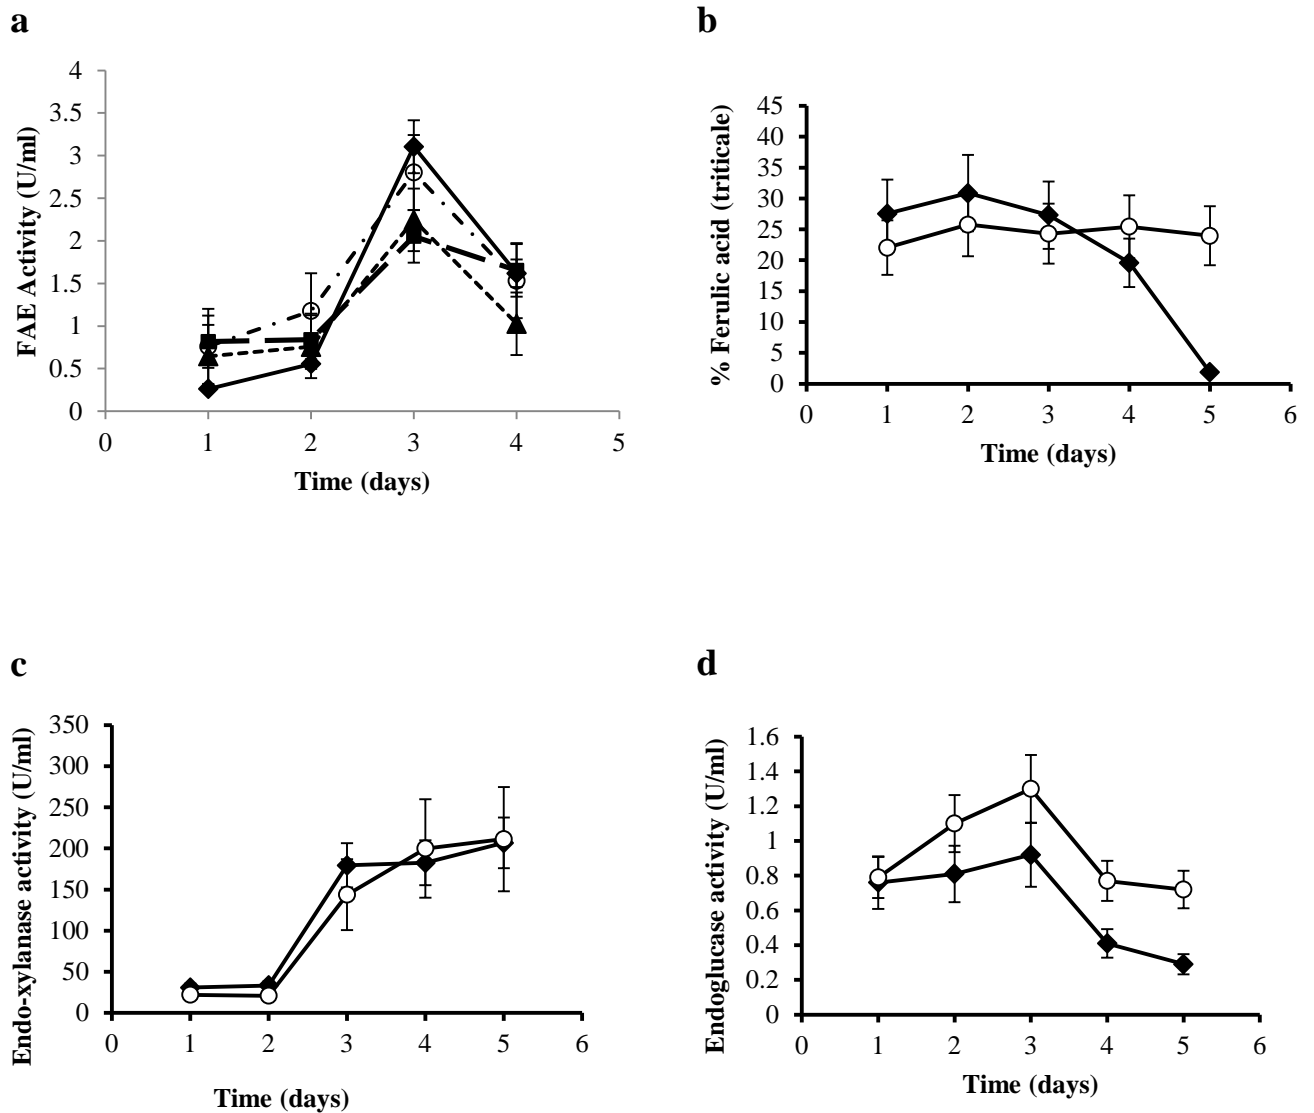 a
FAE Activity (U/ml)
4
3.5
3
2.5
2
1.5
1
0.5
0
0 1 2 3 4 5
Time (days)
b
% Ferulic acid (triticale)
45
40
35
30
25
20
15
10
5
0
0 1 2 3 4 5 6
Time (days)
c
Endo-xylanase activity (U/ml)
350
300
250
200
150
100
50
0
0 1 2 3 4 5 6
Time (days)
d
Endoglucase activity (U/ml)
1.6
1.4
1.2
1
0.8
0.6
0.4
0.2
0
0 1 2 3 4 5 6
Time (days)